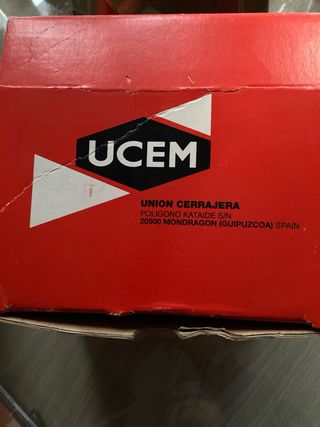 UCEM
UNION CERRAJERA
POLIGONO KATAIDE S/N
20500 MONDRAGON (GUIPUZCOA) SPAIN